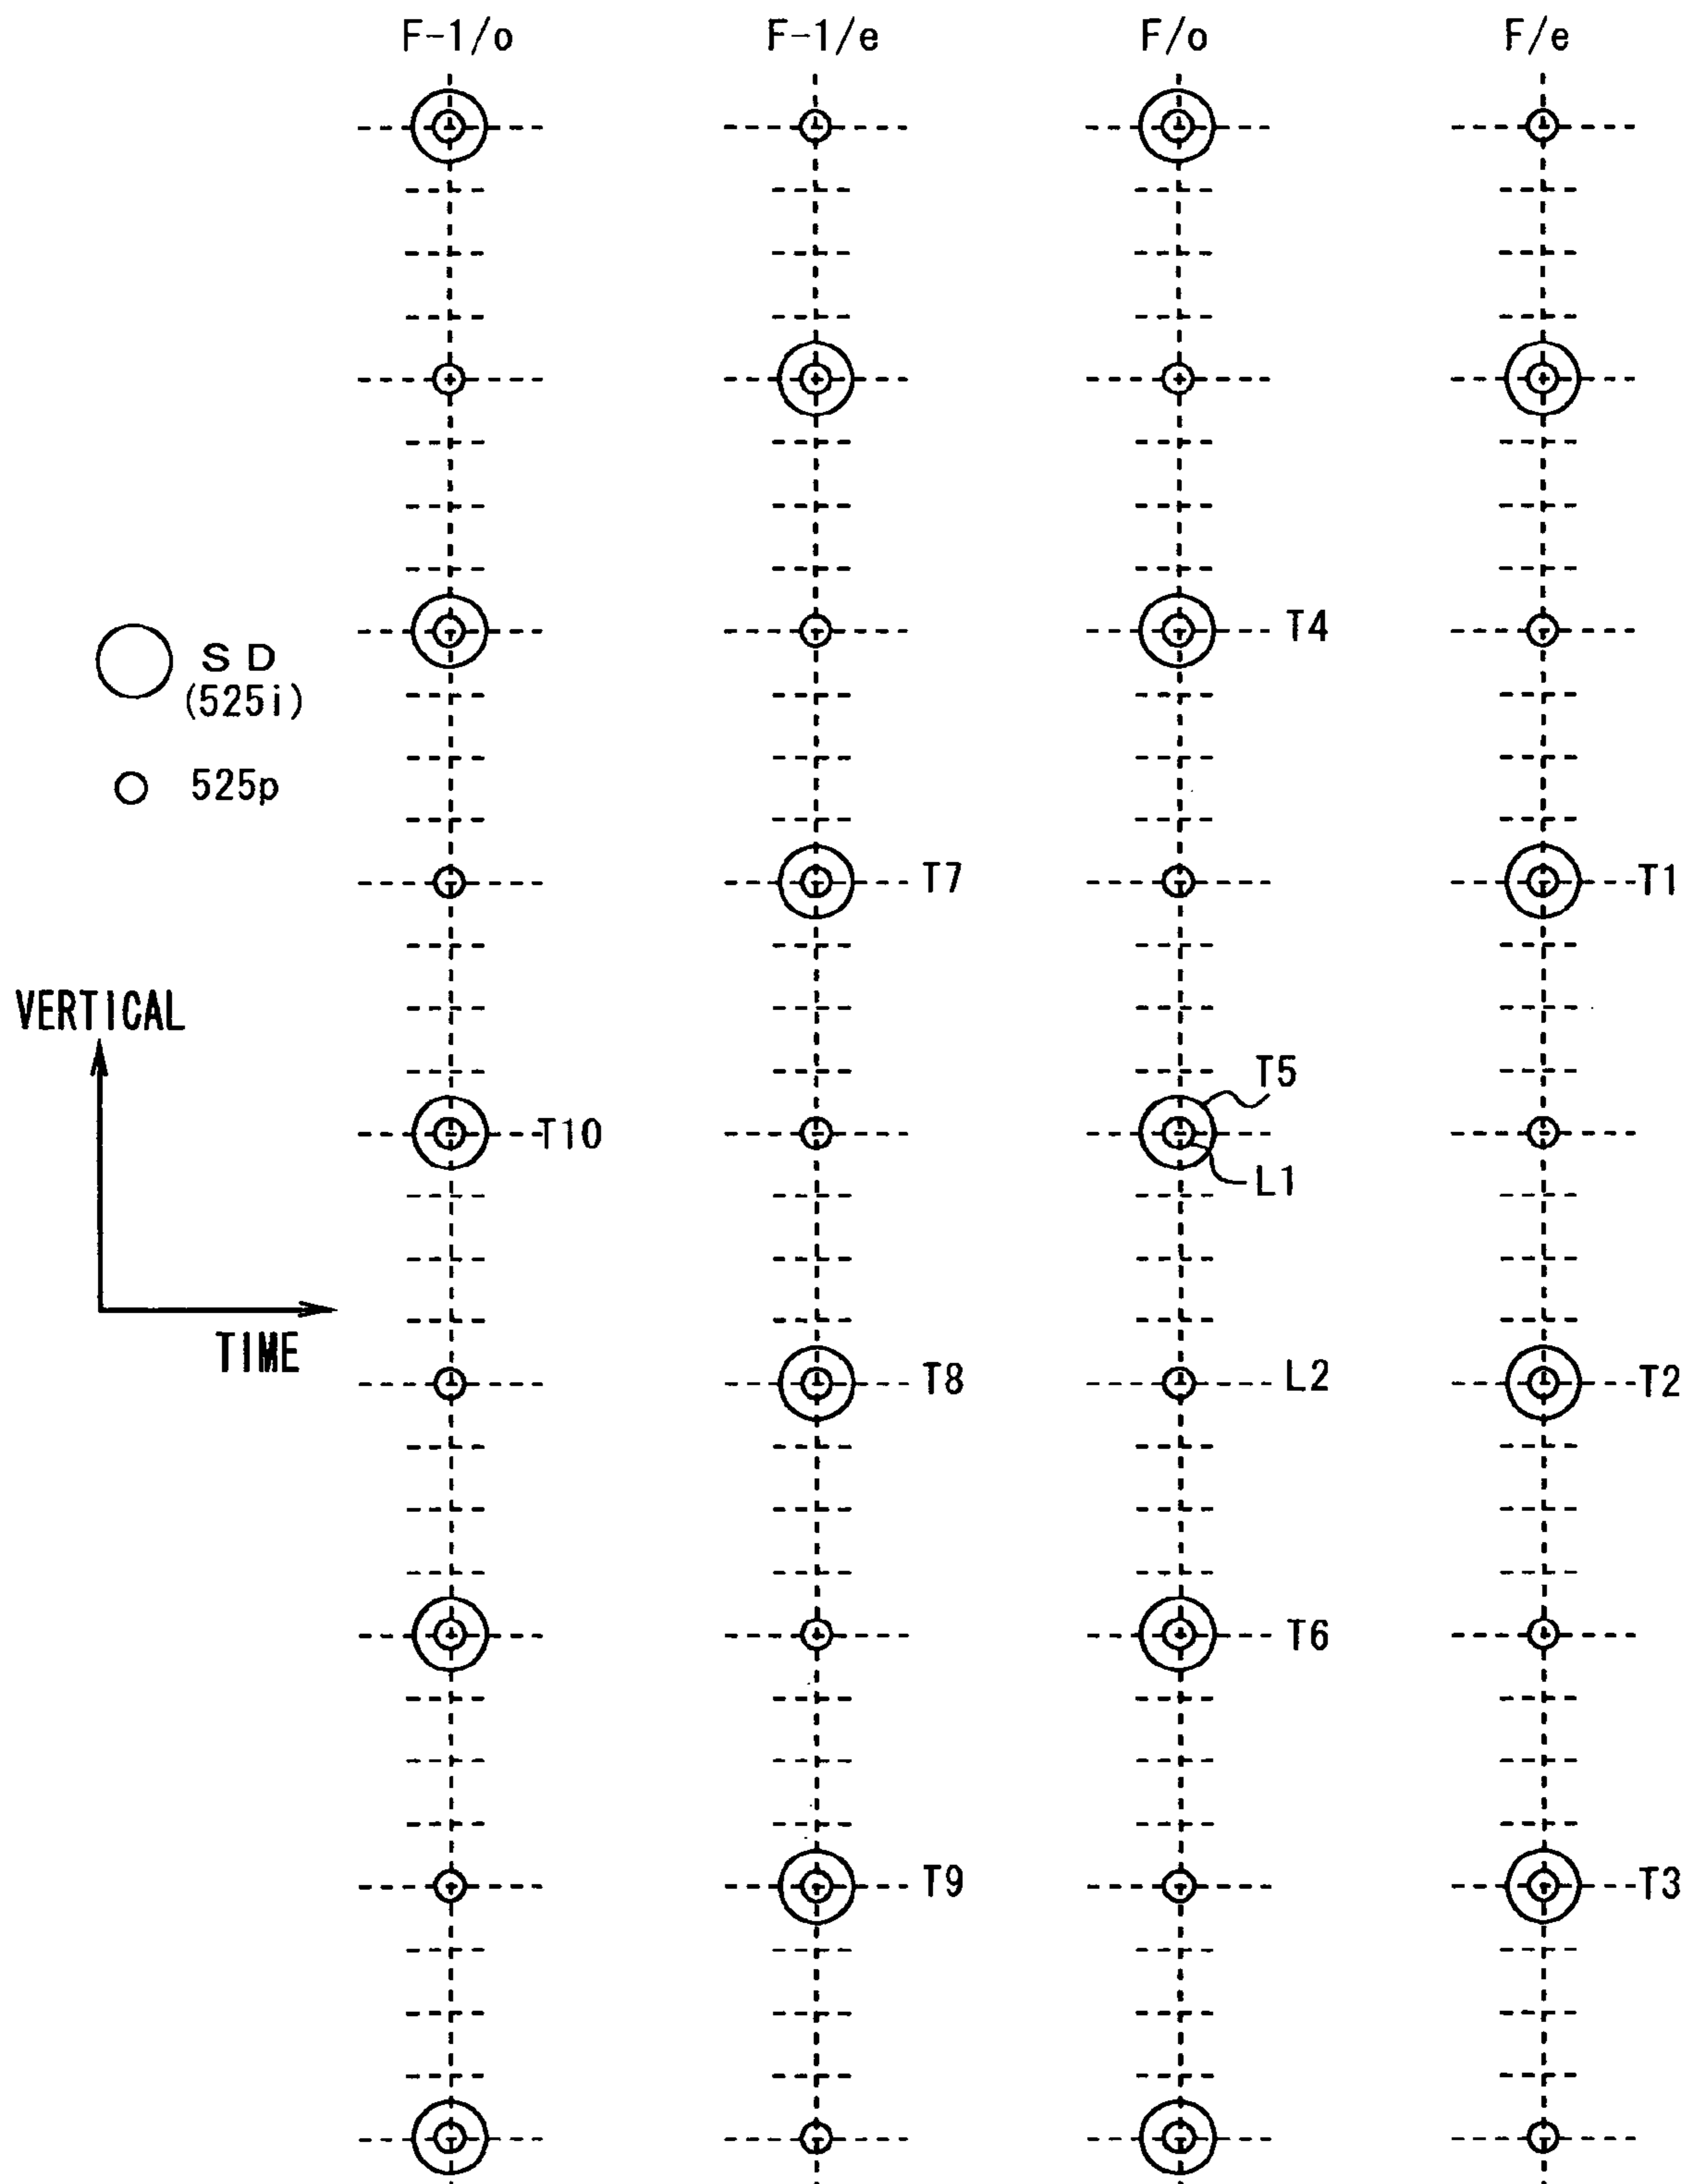 F-1/o F-1/e F/o F/e
T4
SD
(525i)
525p
T7 T1
VERTICAL
T5
T10
L1
TIME
T8 L2 T2
T6
T9 T3